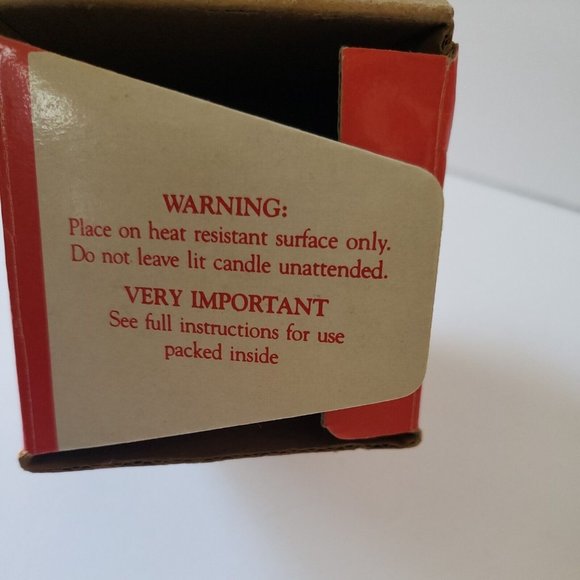 WARNING:
Place on heat resistant surface only.
Do not leave lit candle unattended.
VERY IMPORTANT
See full instructions for use
packed inside